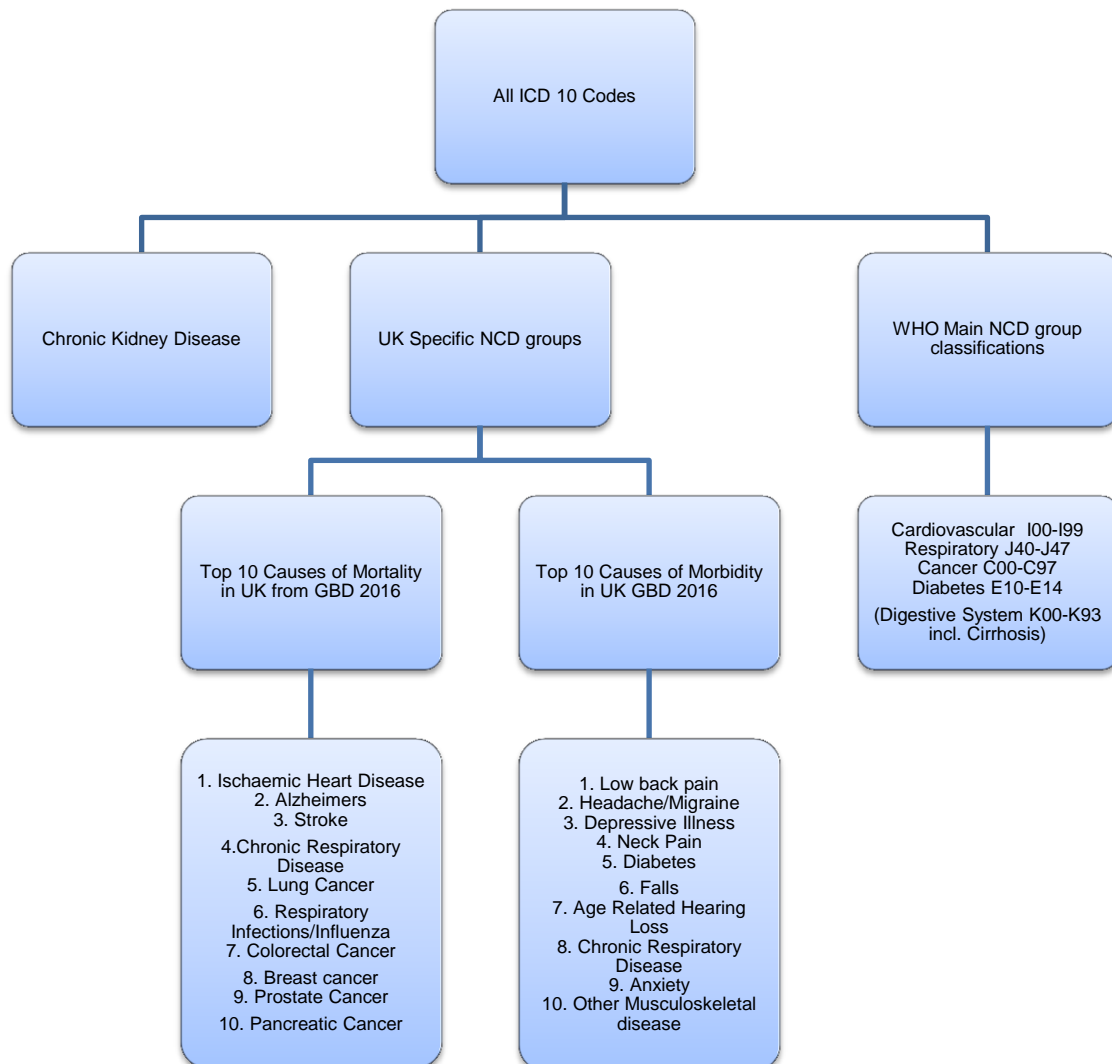 All ICD 10 Codes
Chronic Kidney Disease
UK Specific NCD groups
WHO Main NCD group
classifications
Top 10 Causes of Mortality
in UK from GBD 2016
Top 10 Causes of Morbidity
in UK GBD 2016
Cardiovascular I00-I99
Respiratory J40-J47
Cancer C00-C97
Diabetes E10-E14
(Digestive System K00-K93
incl. Cirrhosis)
1. Ischaemic Heart Disease
2. Alzheimers
3. Stroke
4.Chronic Respiratory
Disease
5. Lung Cancer
6. Respiratory
Infections/Influenza
7. Colorectal Cancer
8. Breast cancer
9. Prostate Cancer
10. Pancreatic Cancer
1. Low back pain
2. Headache/Migraine
3. Depressive Illness
4. Neck Pain
5. Diabetes
6. Falls
7. Age Related Hearing
Loss
8. Chronic Respiratory
Disease
9. Anxiety
10. Other Musculoskeletal
disease